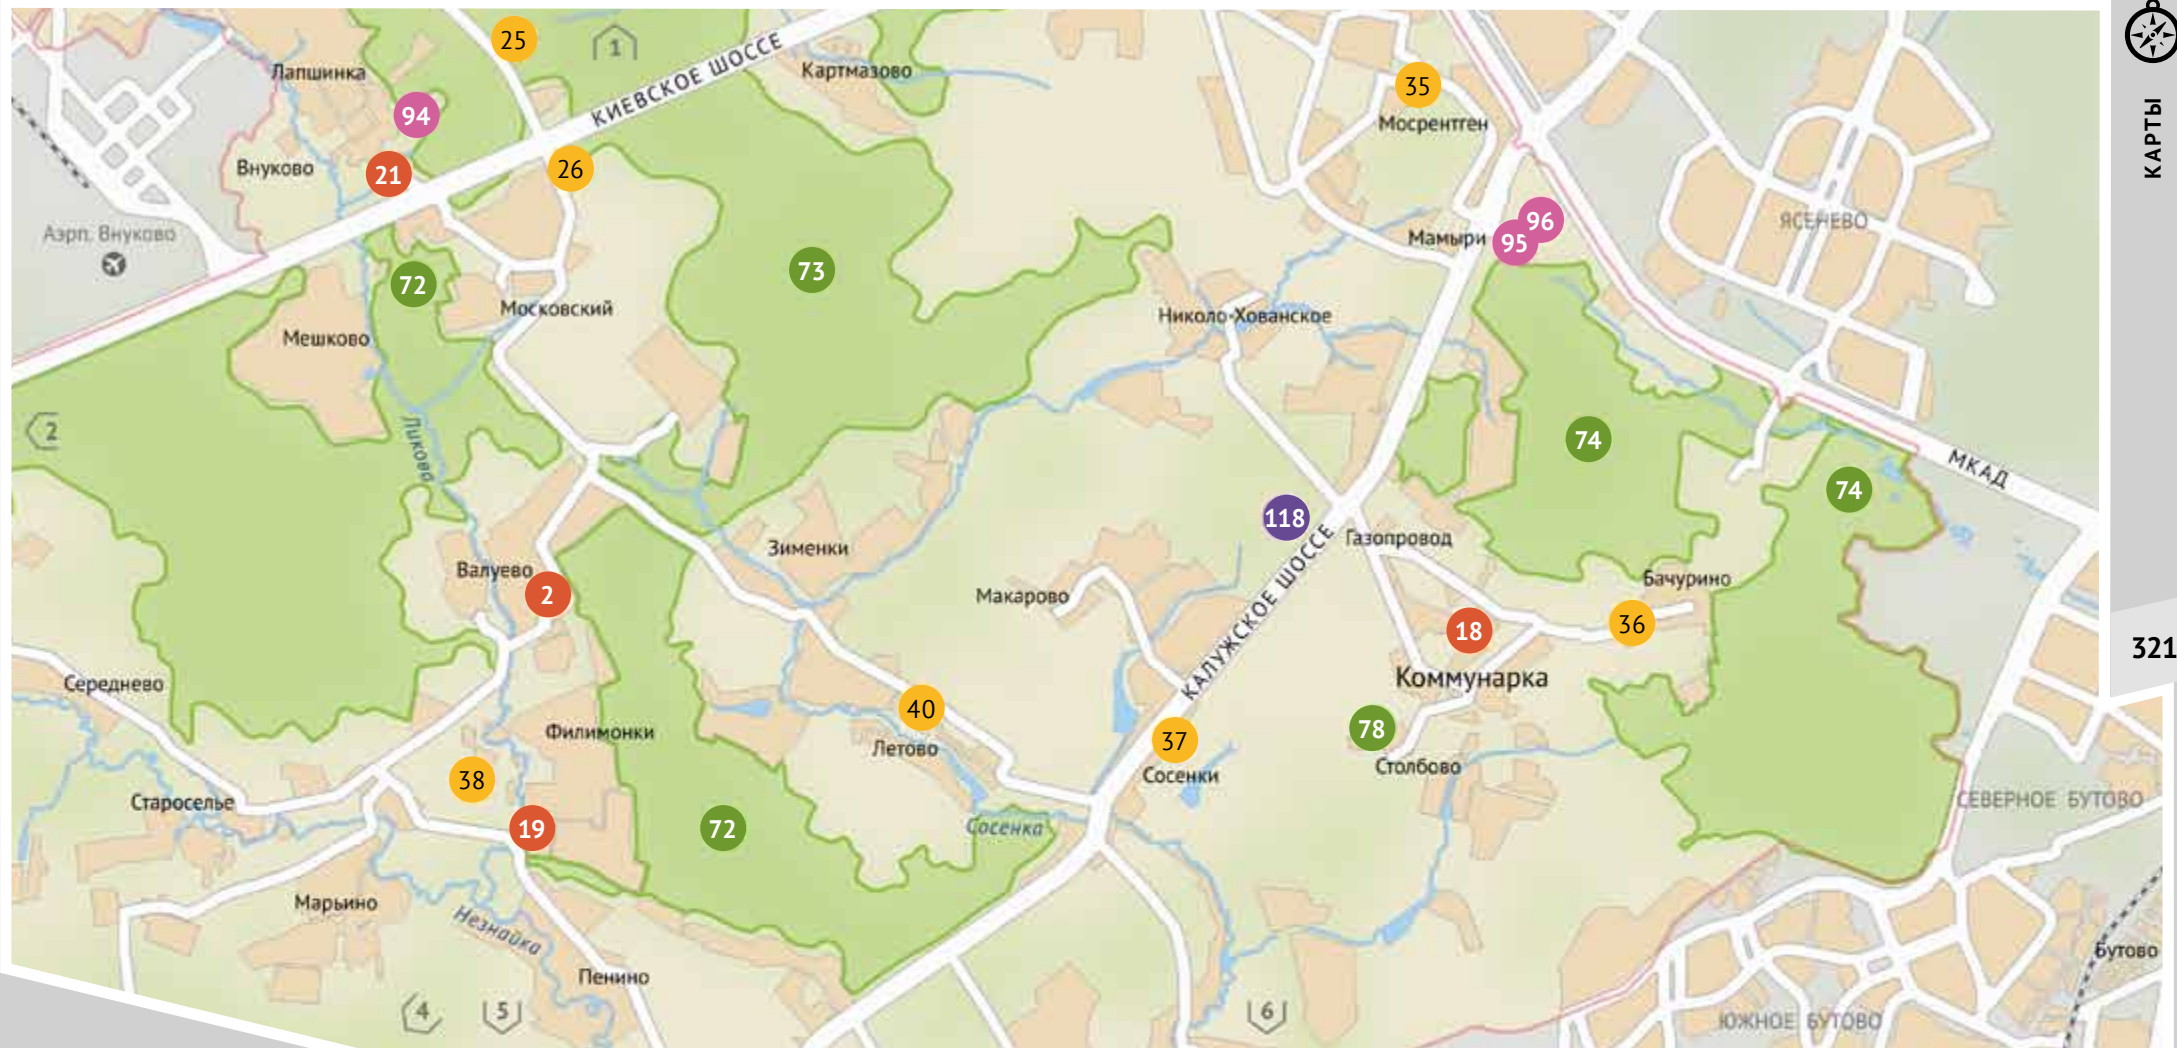 25
1
КИЕВСКОЕ ШОССЕ
Картмазово
Лапшинка
94
35
Мосрентген
КАРТЫ
Внуково
21
26
Аэрп. Внуково
72
73
Мамыри
95
96
ЯСЕНЕВО
Московский
Николо-Хованское
Мешково
2
Ликова
74
74
МКАД
118
Зименки
Газопровод
Валуево
2
Макарово
КАЛУЖСКОЕ ШОССЕ
Бачурино
18
36
321
Коммунарка
Середнево
Филимонки
40
Летово
37
Сосенки
78
Столбово
38
Староселье
19
72
Сосенка
СЕВЕРНОЕ БУТОВО
Марьино
Незнайка
Пенино
Бутово
4
5
6
ЮЖНОЕ БУТОВО